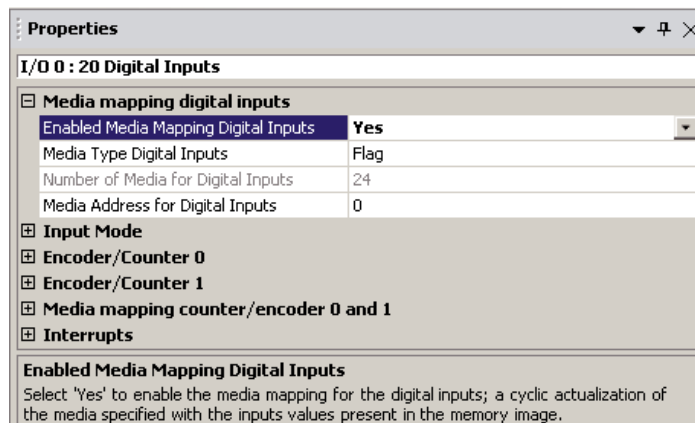 Properties
I/O 0 : 20 Digital Inputs
Media mapping digital inputs
Enabled Media Mapping Digital Inputs Yes
Media Type Digital Inputs Flag
Number of Media for Digital Inputs 24
Media Address for Digital Inputs 0
Input Mode
Encoder/Counter 0
Encoder/Counter 1
Media mapping counter/encoder 0 and 1
Interrupts
Enabled Media Mapping Digital Inputs
Select 'Yes' to enable the media mapping for the digital inputs; a cyclic actualization of
the media specified with the inputs values present in the memory image.